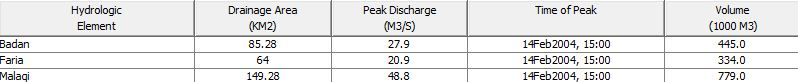 Hydrologic Element Drainage Area (KM2) Peak Discharge (M3/S) Time of Peak Volume (1000 M3)
Badan 85.28 27.9 14Feb2004, 15:00 445.0
Faria 64 20.9 14Feb2004, 15:00 334.0
Malaqi 149.28 48.8 14Feb2004, 15:00 779.0